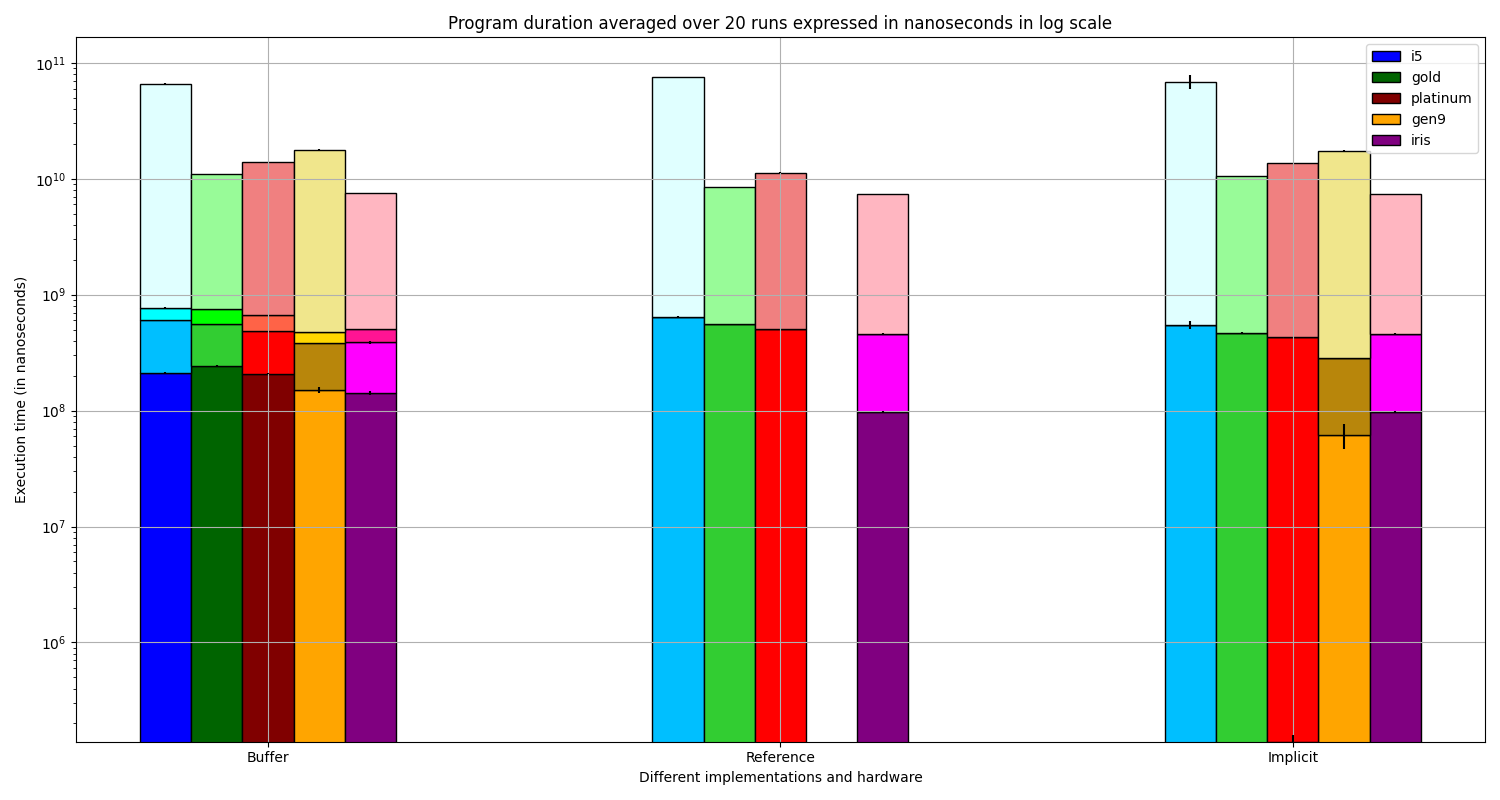 Program duration averaged over 20 runs expressed in nanoseconds in log scale
Execution time (in nanoseconds)
10^11
10^10
10^9
10^8
10^7
10^6
i5
gold
platinum
gen9
iris
Buffer
Reference
Implicit
Different implementations and hardware